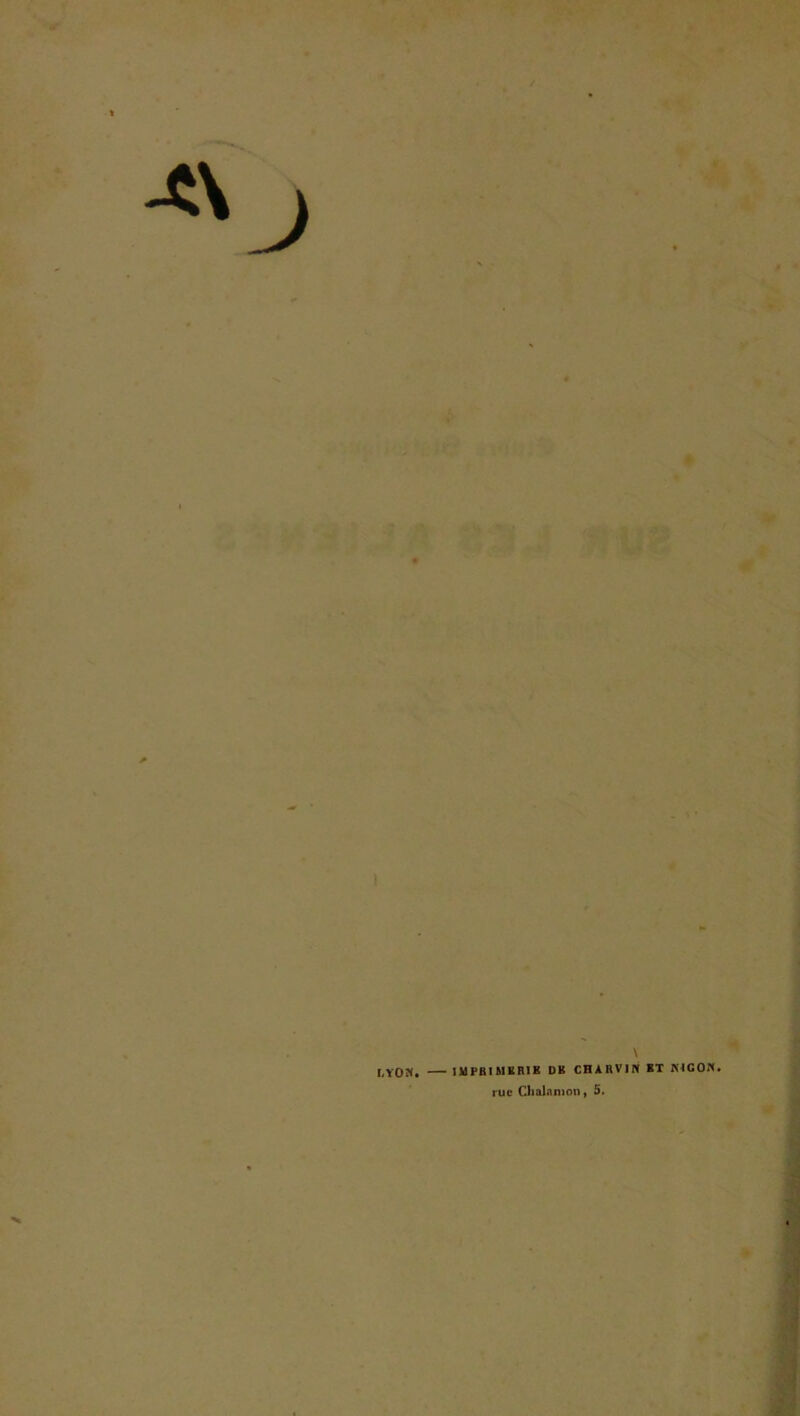 LYON. — IMPRIMERIE DE CHARVIN ET NIGON.
rue Chalamon, 5.